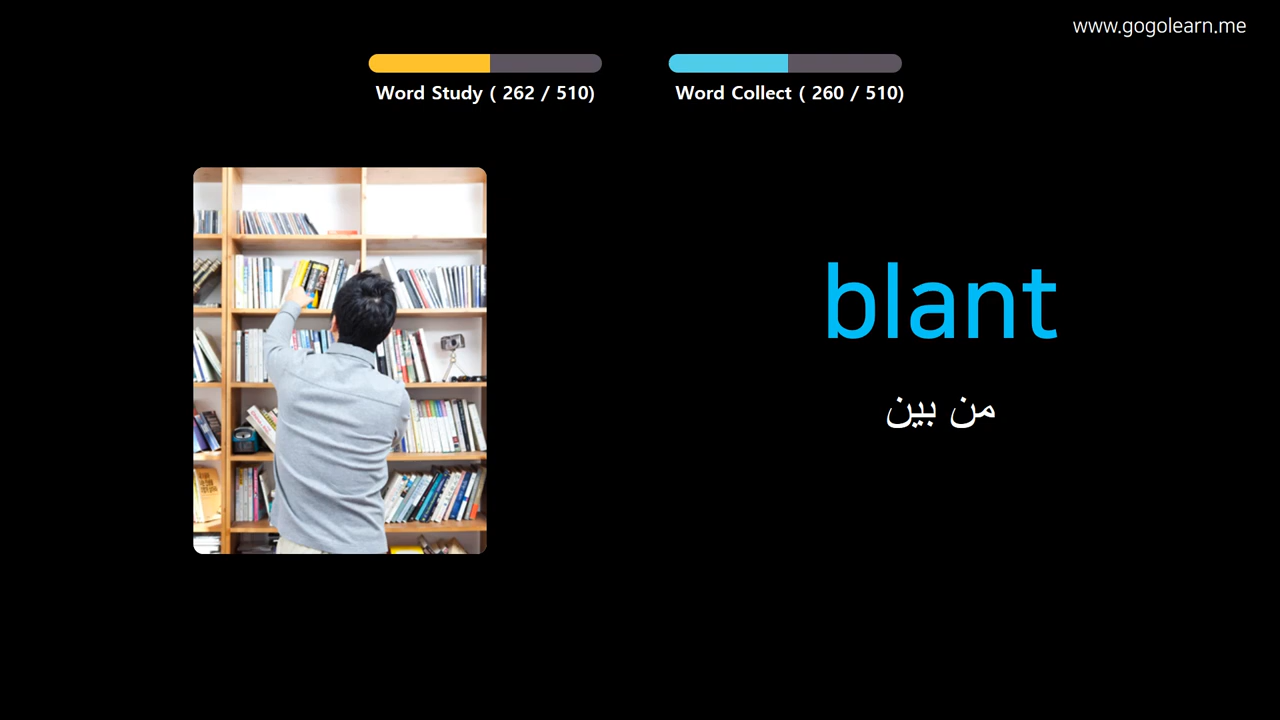 www.gogolearn.me
Word Study ( 262 / 510)
Word Collect ( 260 / 510)
blant
من بين